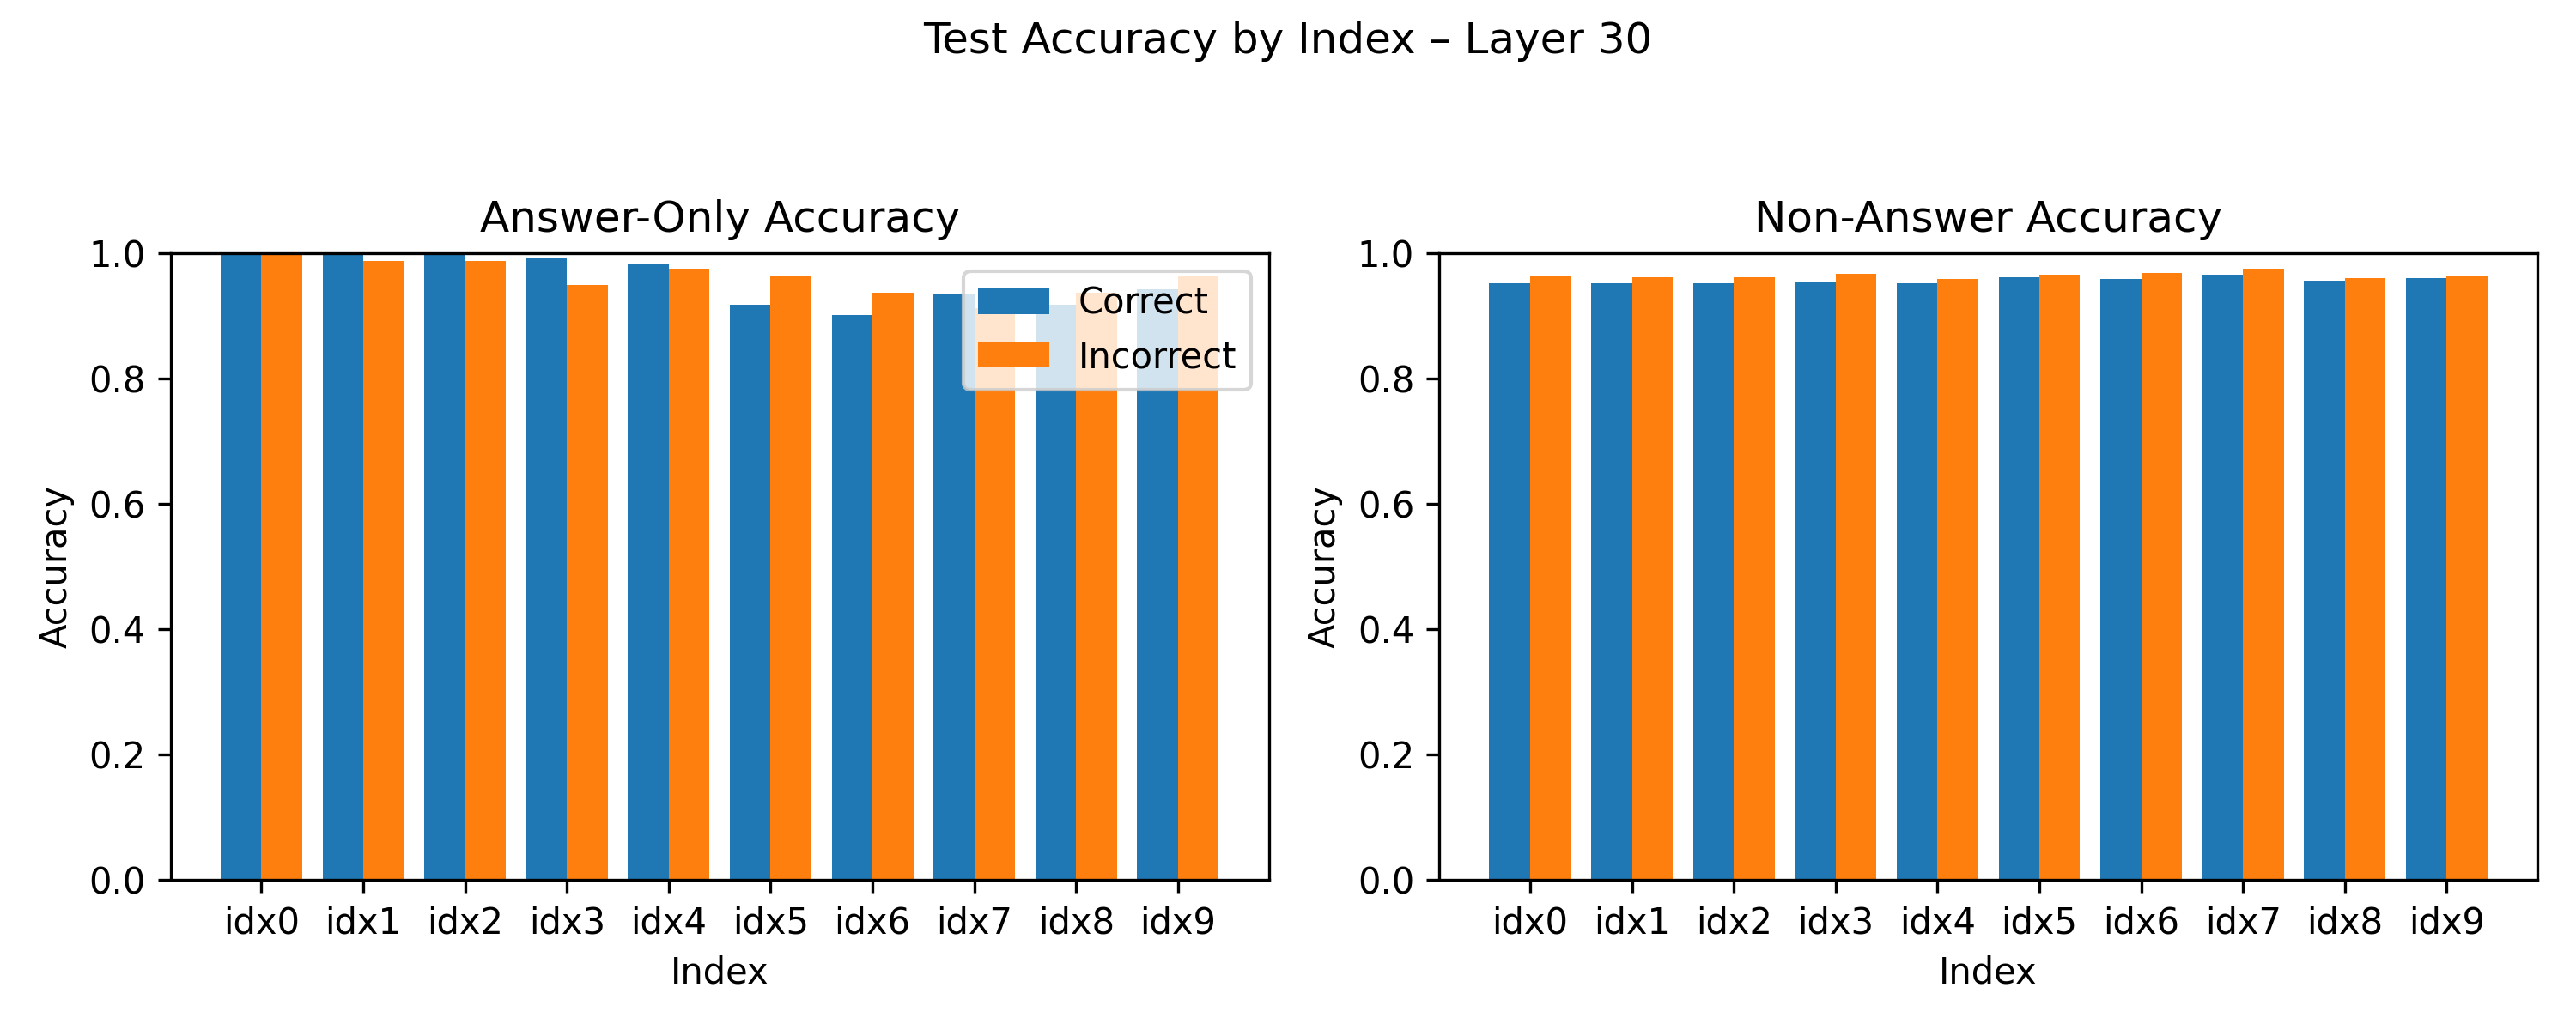 Test Accuracy by Index – Layer 30
Answer-Only Accuracy
1.0
0.8
0.6
0.4
0.2
0.0
Accuracy
Correct
Incorrect
idx0 idx1 idx2 idx3 idx4 idx5 idx6 idx7 idx8 idx9
Index
Non-Answer Accuracy
1.0
0.8
0.6
0.4
0.2
0.0
Accuracy
idx0 idx1 idx2 idx3 idx4 idx5 idx6 idx7 idx8 idx9
Index